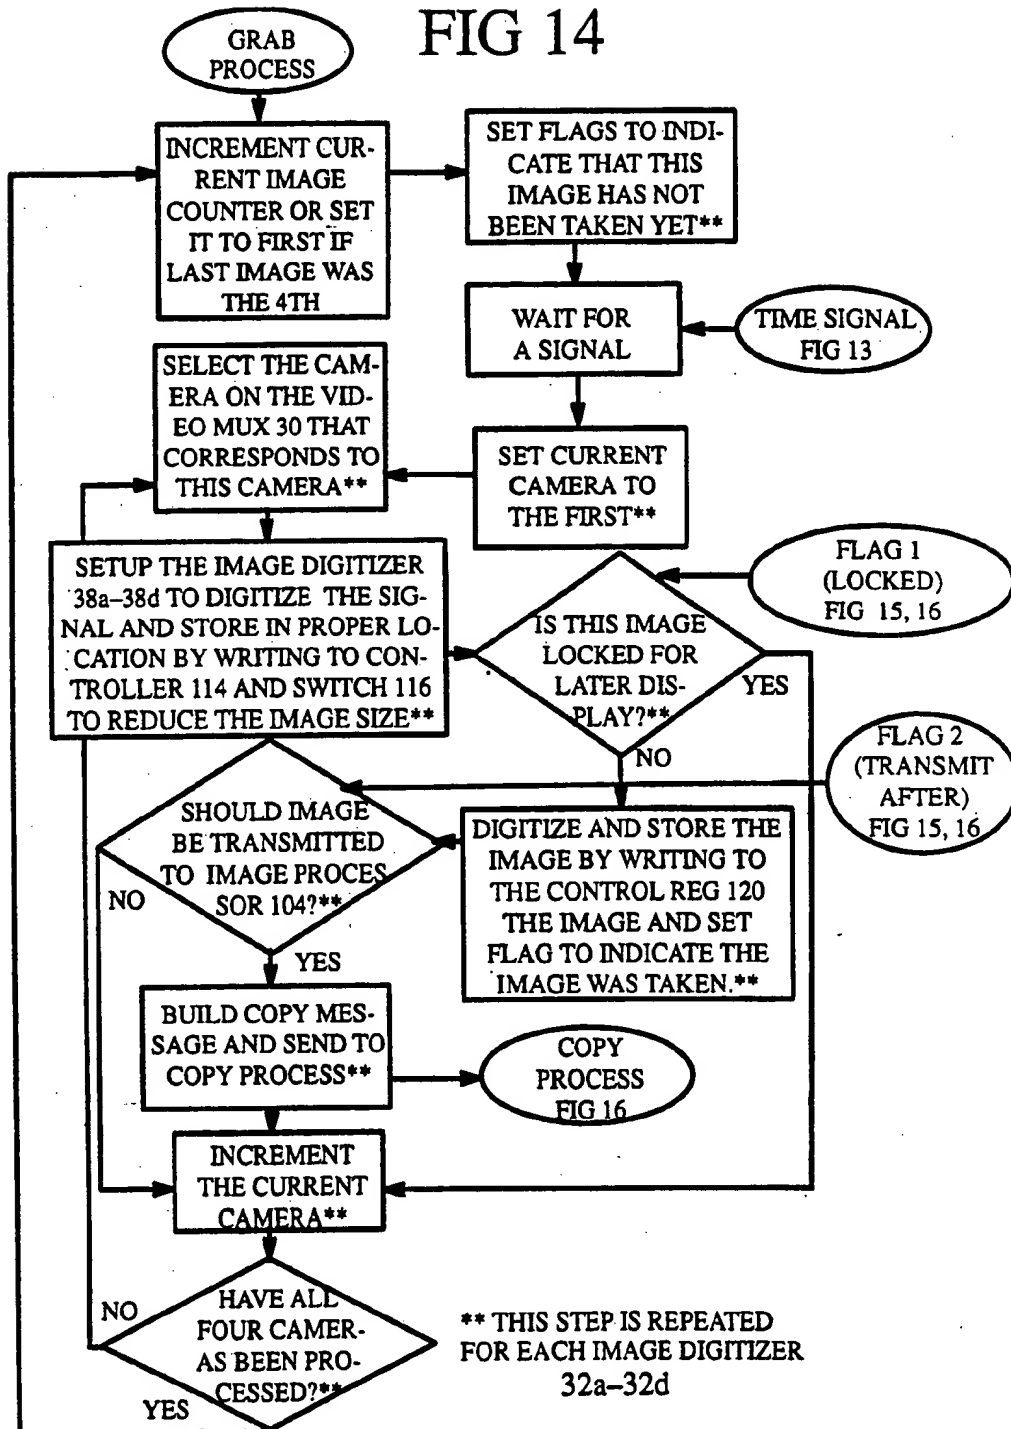 FIG 14
GRAB
PROCESS
INCREMENT CUR-
RENT IMAGE
COUNTER OR SET
IT TO FIRST IF
LAST IMAGE WAS
THE 4TH
SET FLAGS TO INDI-
CATE THAT THIS
IMAGE HAS NOT
BEEN TAKEN YET**
WAIT FOR
A SIGNAL
TIME SIGNAL
FIG 13
SET CURRENT
CAMERA TO
THE FIRST**
SELECT THE CAM-
ERA ON THE VID-
EO MUX 30 THAT
CORRESPONDS TO
THIS CAMERA**
SETUP THE IMAGE DIGITIZER
38a–38d TO DIGITIZE THE SIG-
NAL AND STORE IN PROPER LO-
CATION BY WRITING TO CON-
TROLLER 114 AND SWITCH 116
TO REDUCE THE IMAGE SIZE**
IS THIS IMAGE
LOCKED FOR
LATER DIS-
PLAY?**
YES
NO
FLAG 1
(LOCKED)
FIG 15, 16
FLAG 2
(TRANSMIT
AFTER)
FIG 15, 16
DIGITIZE AND STORE THE
IMAGE BY WRITING TO
THE CONTROL REG 120
THE IMAGE AND SET
FLAG TO INDICATE THE
IMAGE WAS TAKEN.**
SHOULD IMAGE
BE TRANSMITTED
TO IMAGE PROCES
SOR 104?**
NO
YES
BUILD COPY MES-
SAGE AND SEND TO
COPY PROCESS**
COPY
PROCESS
FIG 16
INCREMENT
THE CURRENT
CAMERA**
HAVE ALL
FOUR CAMER-
AS BEEN PRO-
CESSED?**
NO
YES
** THIS STEP IS REPEATED
FOR EACH IMAGE DIGITIZER
32a–32d